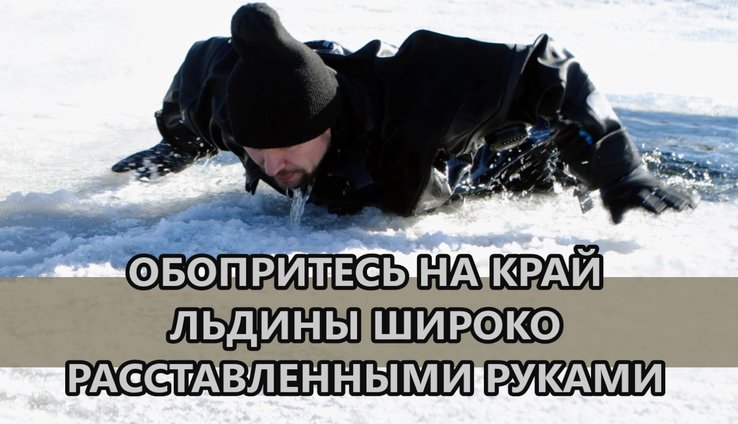 ОБОПРИТЕСЬ НА КРАЙ
ЛЬДИНЫ ШИРОКО
РАССТАВЛЕННЫМИ РУКАМИ